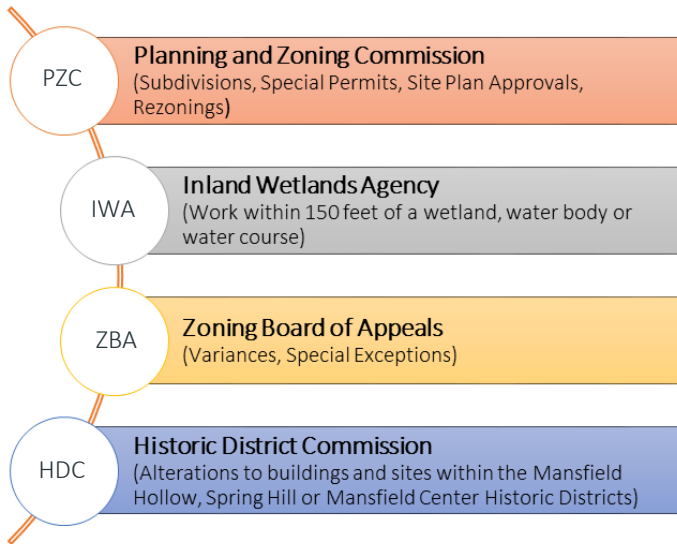 PZC
Planning and Zoning Commission
(Subdivisions, Special Permits, Site Plan Approvals,
Rezonings)
IWA
Inland Wetlands Agency
(Work within 150 feet of a wetland, water body or
water course)
ZBA
Zoning Board of Appeals
(Variances, Special Exceptions)
HDC
Historic District Commission
(Alterations to buildings and sites within the Mansfield
Hollow, Spring Hill or Mansfield Center Historic Districts)